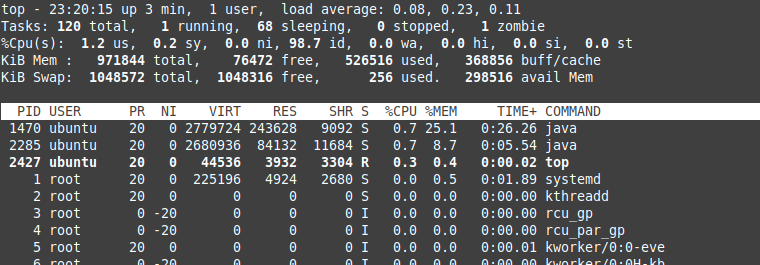 top - 23:20:15 up 3 min,  1 user,  load average: 0.08, 0.23, 0.11
Tasks: 120 total,   1 running,  68 sleeping,   0 stopped,   1 zombie
%Cpu(s):  1.2 us,  0.2 sy,  0.0 ni, 98.7 id,  0.0 wa,  0.0 hi,  0.0 si,  0.0 st
KiB Mem :   971844 total,    76472 free,   526516 used,   368856 buff/cache
KiB Swap:  1048572 total,  1048316 free,      256 used.   298516 avail Mem
  PID USER      PR  NI    VIRT    RES    SHR S  %CPU %MEM     TIME+ COMMAND
 1470 ubuntu    20   0 2779724 243628   9092 S   0.7 25.1   0:26.26 java
 2285 ubuntu    20   0 2680936  84132  11684 S   0.7  8.7   0:05.54 java
 2427 ubuntu    20   0   44536   3932   3304 R   0.3  0.4   0:00.02 top
    1 root      20   0  225196   4924   2680 S   0.0  0.5   0:01.89 systemd
    2 root      20   0       0      0      0 S   0.0  0.0   0:00.00 kthreadd
    3 root       0 -20       0      0      0 I   0.0  0.0   0:00.00 rcu_gp
    4 root       0 -20       0      0      0 I   0.0  0.0   0:00.00 rcu_par_gp
    5 root      20   0       0      0      0 I   0.0  0.0   0:00.01 kworker/0:0-eve
    6 root       0 -20       0      0      0 I   0.0  0.0   0:00.00 kworker/0:0H-kb